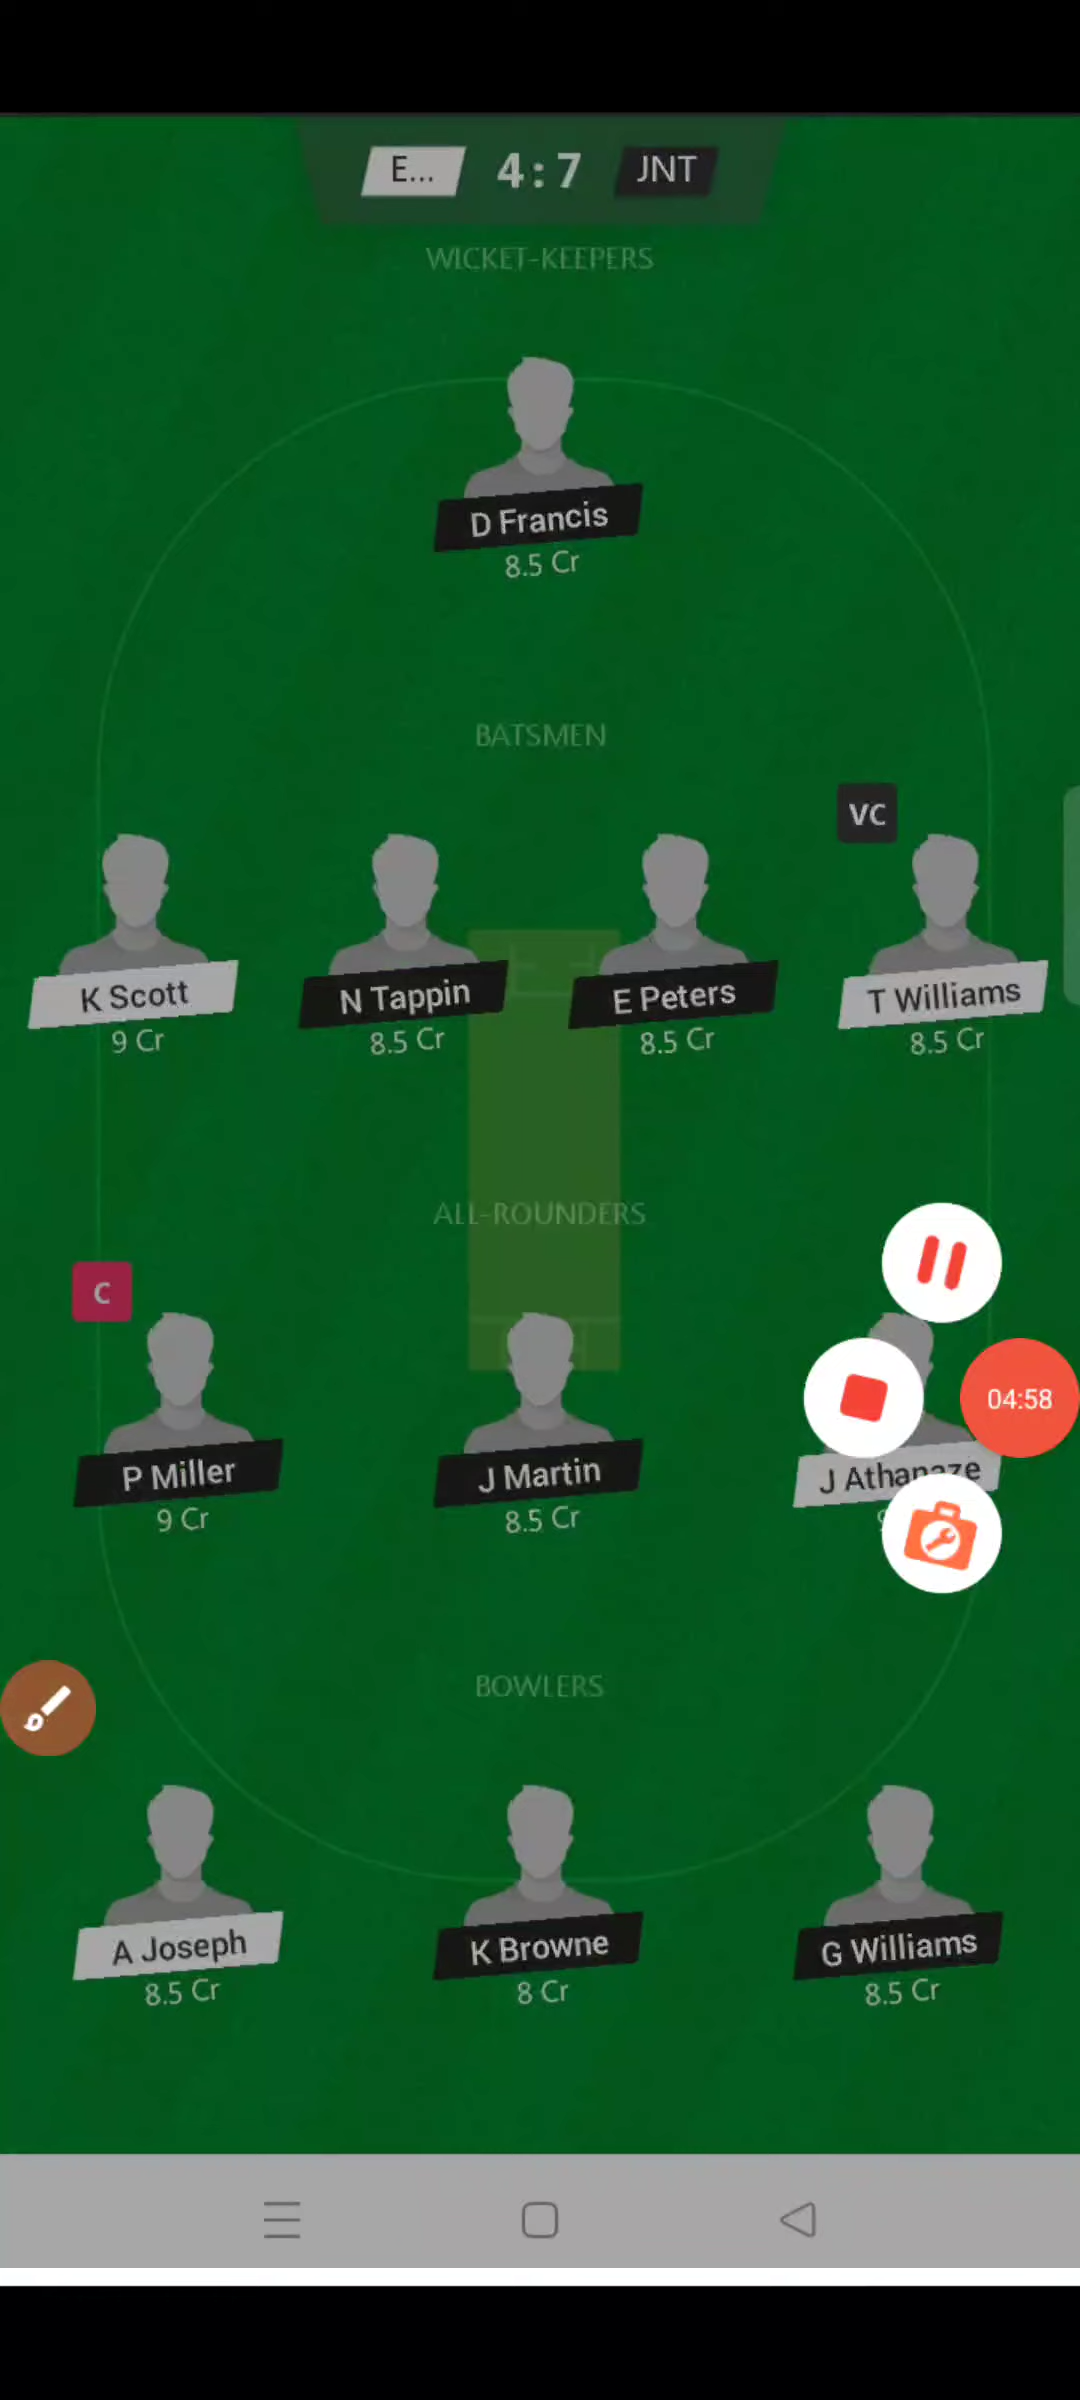 E... 4 : 7 JNT
WICKET-KEEPERS
D Francis
8.5 Cr
BATSMEN
VC
K Scott N Tappin E Peters T Williams
9 Cr 8.5 Cr 8.5 Cr 8.5 Cr
ALL-ROUNDERS
C
04:58
P Miller J Martin J Athanaze
9 Cr 8.5 Cr
BOWLERS
A Joseph K Browne G Williams
8.5 Cr 8 Cr 8.5 Cr